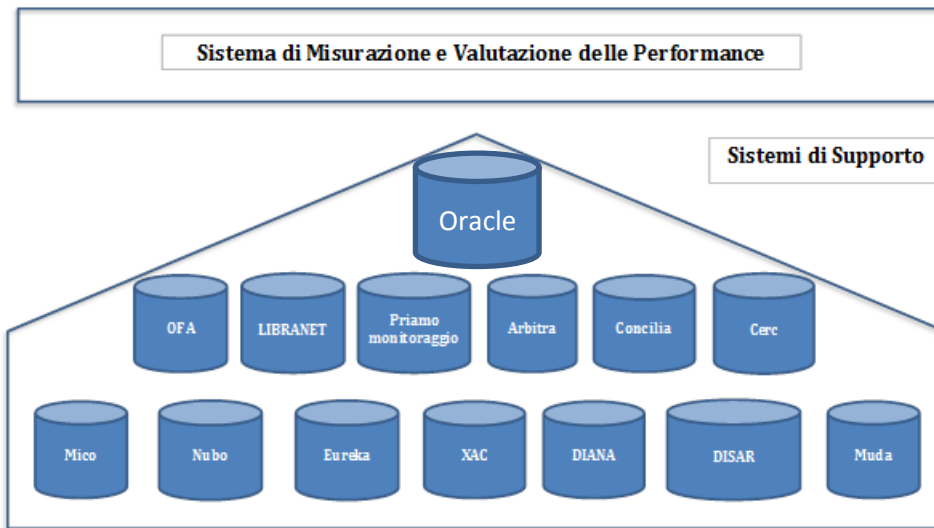 Sistema di Misurazione e Valutazione delle Performance
Sistemi di Supporto
Oracle
OFA
LIBRANET
Priamo
monitoraggio
Arbitra
Concilia
Cerc
Mico
Nubo
Eureka
XAC
DIANA
DISAR
Muda